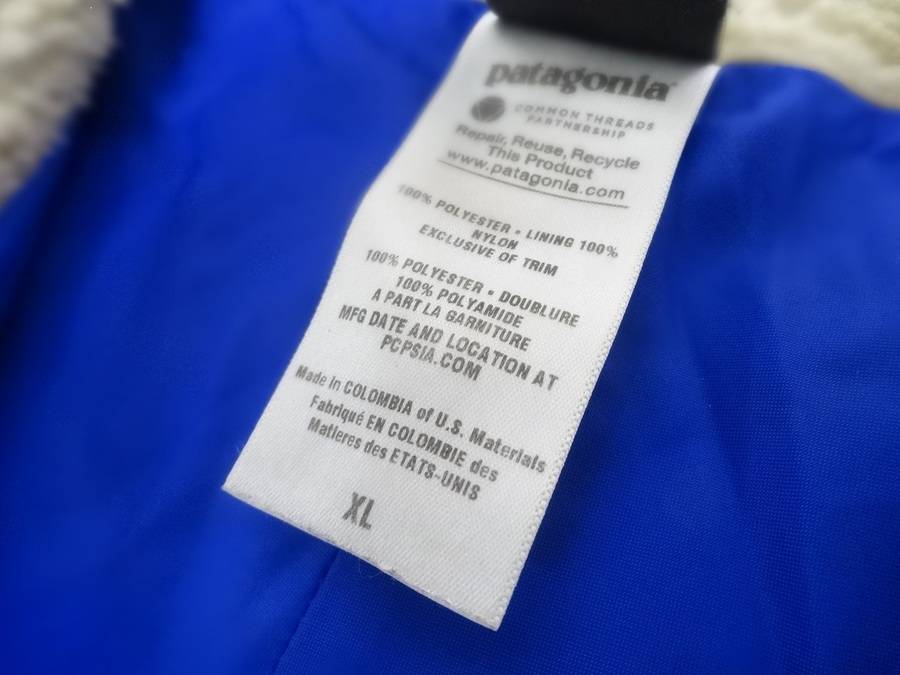 patagonia
COMMON THREADS
PARTNERSHIP
Repair, Reuse, Recycle
This Product
www.patagonia.com
100% POLYESTER • LINING 100%
NYLON
EXCLUSIVE OF TRIM
100% POLYESTER • DOUBLURE
100% POLYAMIDE
A PART LA GARNITURE
MFG DATE AND LOCATION AT
PCPSIA.COM
Made in COLOMBIA of U.S. Materials
Fabriqué EN COLOMBIE des
Matieres des ETATS-UNIS
XL